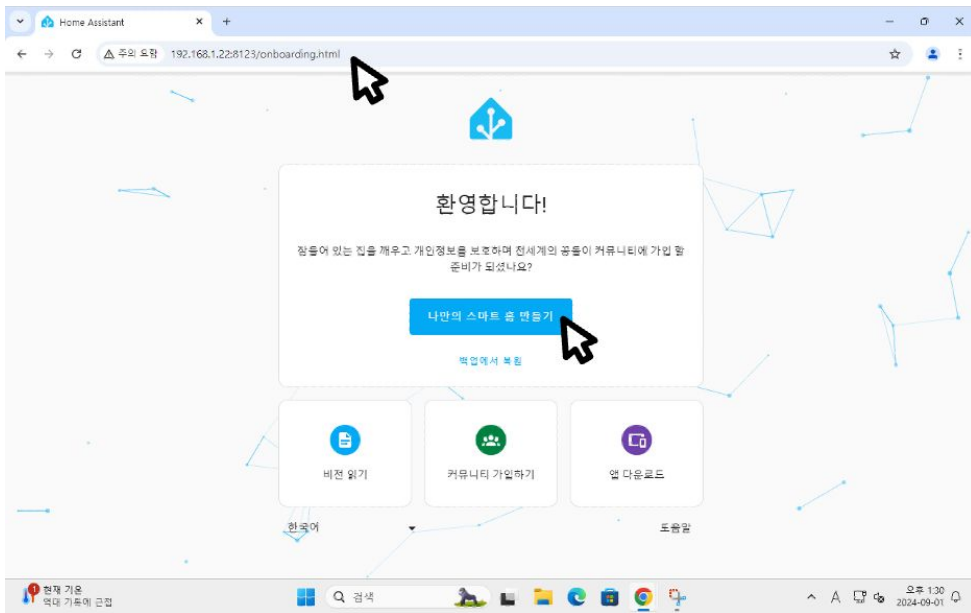 Home Assistant
주의 요함
192.168.1.22:8123/onboarding.html
환영합니다!
잠들어 있는 집을 깨우고 개인정보를 보호하며 전세계의 공돌이 커뮤니티에 가입 할
준비가 되셨나요?
나만의 스마트 홈 만들기
백업에서 복원
비전 읽기
커뮤니티 가입하기
앱 다운로드
한국어
도움말
1
현재 기온
역대 기록에 근접
검색
A
오후 1:30
2024-09-01